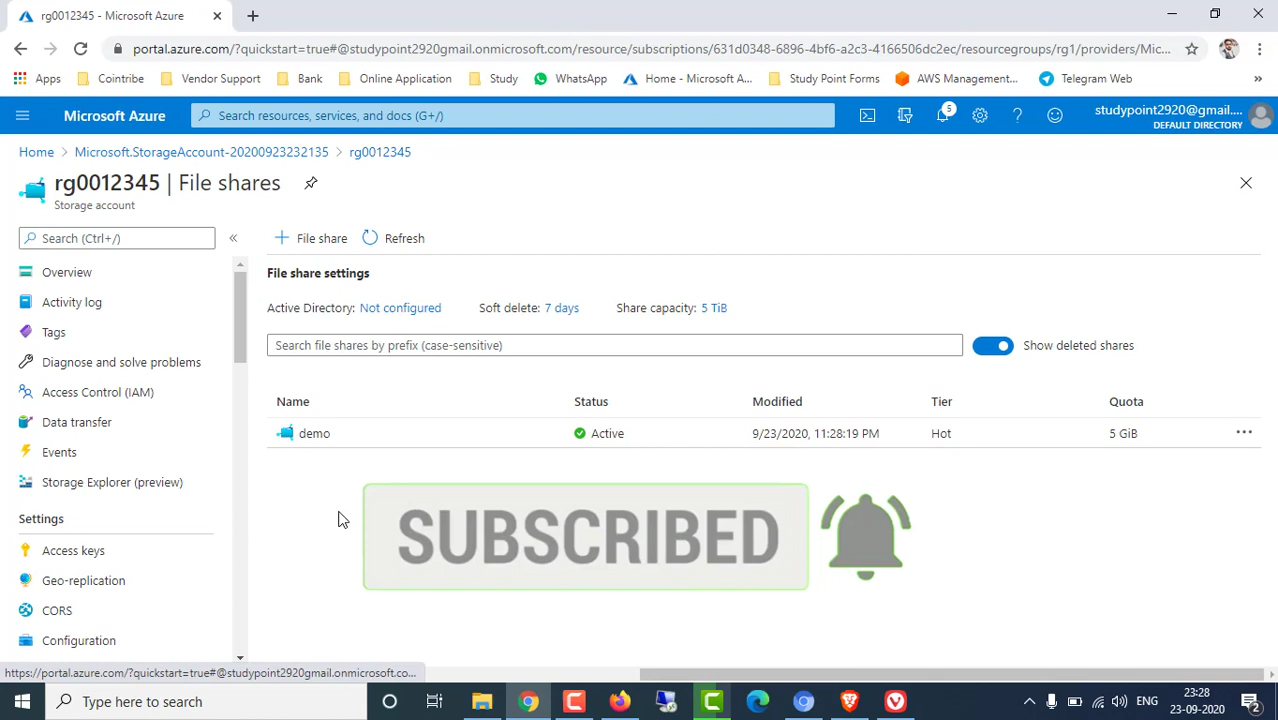 rg0012345 - Microsoft Azure
portal.azure.com/?quickstart=true#@studypoint2920gmail.onmicrosoft.com/resource/subscriptions/631d0348-6896-4bf6-a2c3-4166506dc2ec/resourcegroups/rg1/providers/Mic...
Apps Cointribe Vendor Support Bank Online Application Study WhatsApp Home - Microsoft A... Study Point Forms AWS Management... Telegram Web »
Microsoft Azure Search resources, services, and docs (G+/) 5 studypoint2920@gmail....
DEFAULT DIRECTORY
Home > Microsoft.StorageAccount-20200923232135 > rg0012345
rg0012345 | File shares
Storage account
Search (Ctrl+/) «
+ File share Refresh
Overview
Activity log
Tags
Diagnose and solve problems
Access Control (IAM)
Data transfer
Events
Storage Explorer (preview)
Settings
Access keys
Geo-replication
CORS
Configuration
File share settings
Active Directory: Not configured Soft delete: 7 days Share capacity: 5 TiB
Search file shares by prefix (case-sensitive) Show deleted shares
Name Status Modified Tier Quota
demo Active 9/23/2020, 11:28:19 PM Hot 5 GiB ...
SUBSCRIBED
https://portal.azure.com/?quickstart=true#@studypoint2920gmail.onmicrosoft.co...
Type here to search ENG 23:28
23-09-2020 2